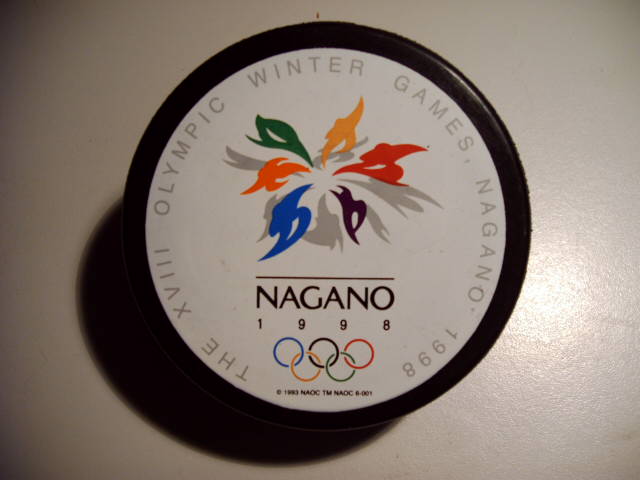 THE XVIII OLYMPIC WINTER GAMES, NAGANO' 1998
NAGANO
1998
© 1993 NAOC TM NAOC 6-001